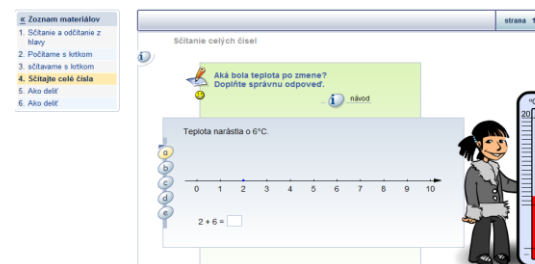 « Zoznam materiálov
1. Sčítanie a odčítanie z
hlavy
2. Počítame s krtkom
3. sčítavame s krtkom
4. Sčítajte celé čísla
5. Ako deliť
6. Ako deliť
strana 1
Sčítanie celých čísel
Aká bola teplota po zmene?
Doplňte správnu odpoveď.
návod
Teplota narástla o 6°C.
a
b
c
d
e
0 1 2 3 4 5 6 7 8 9 10
2 + 6 =
°C
20